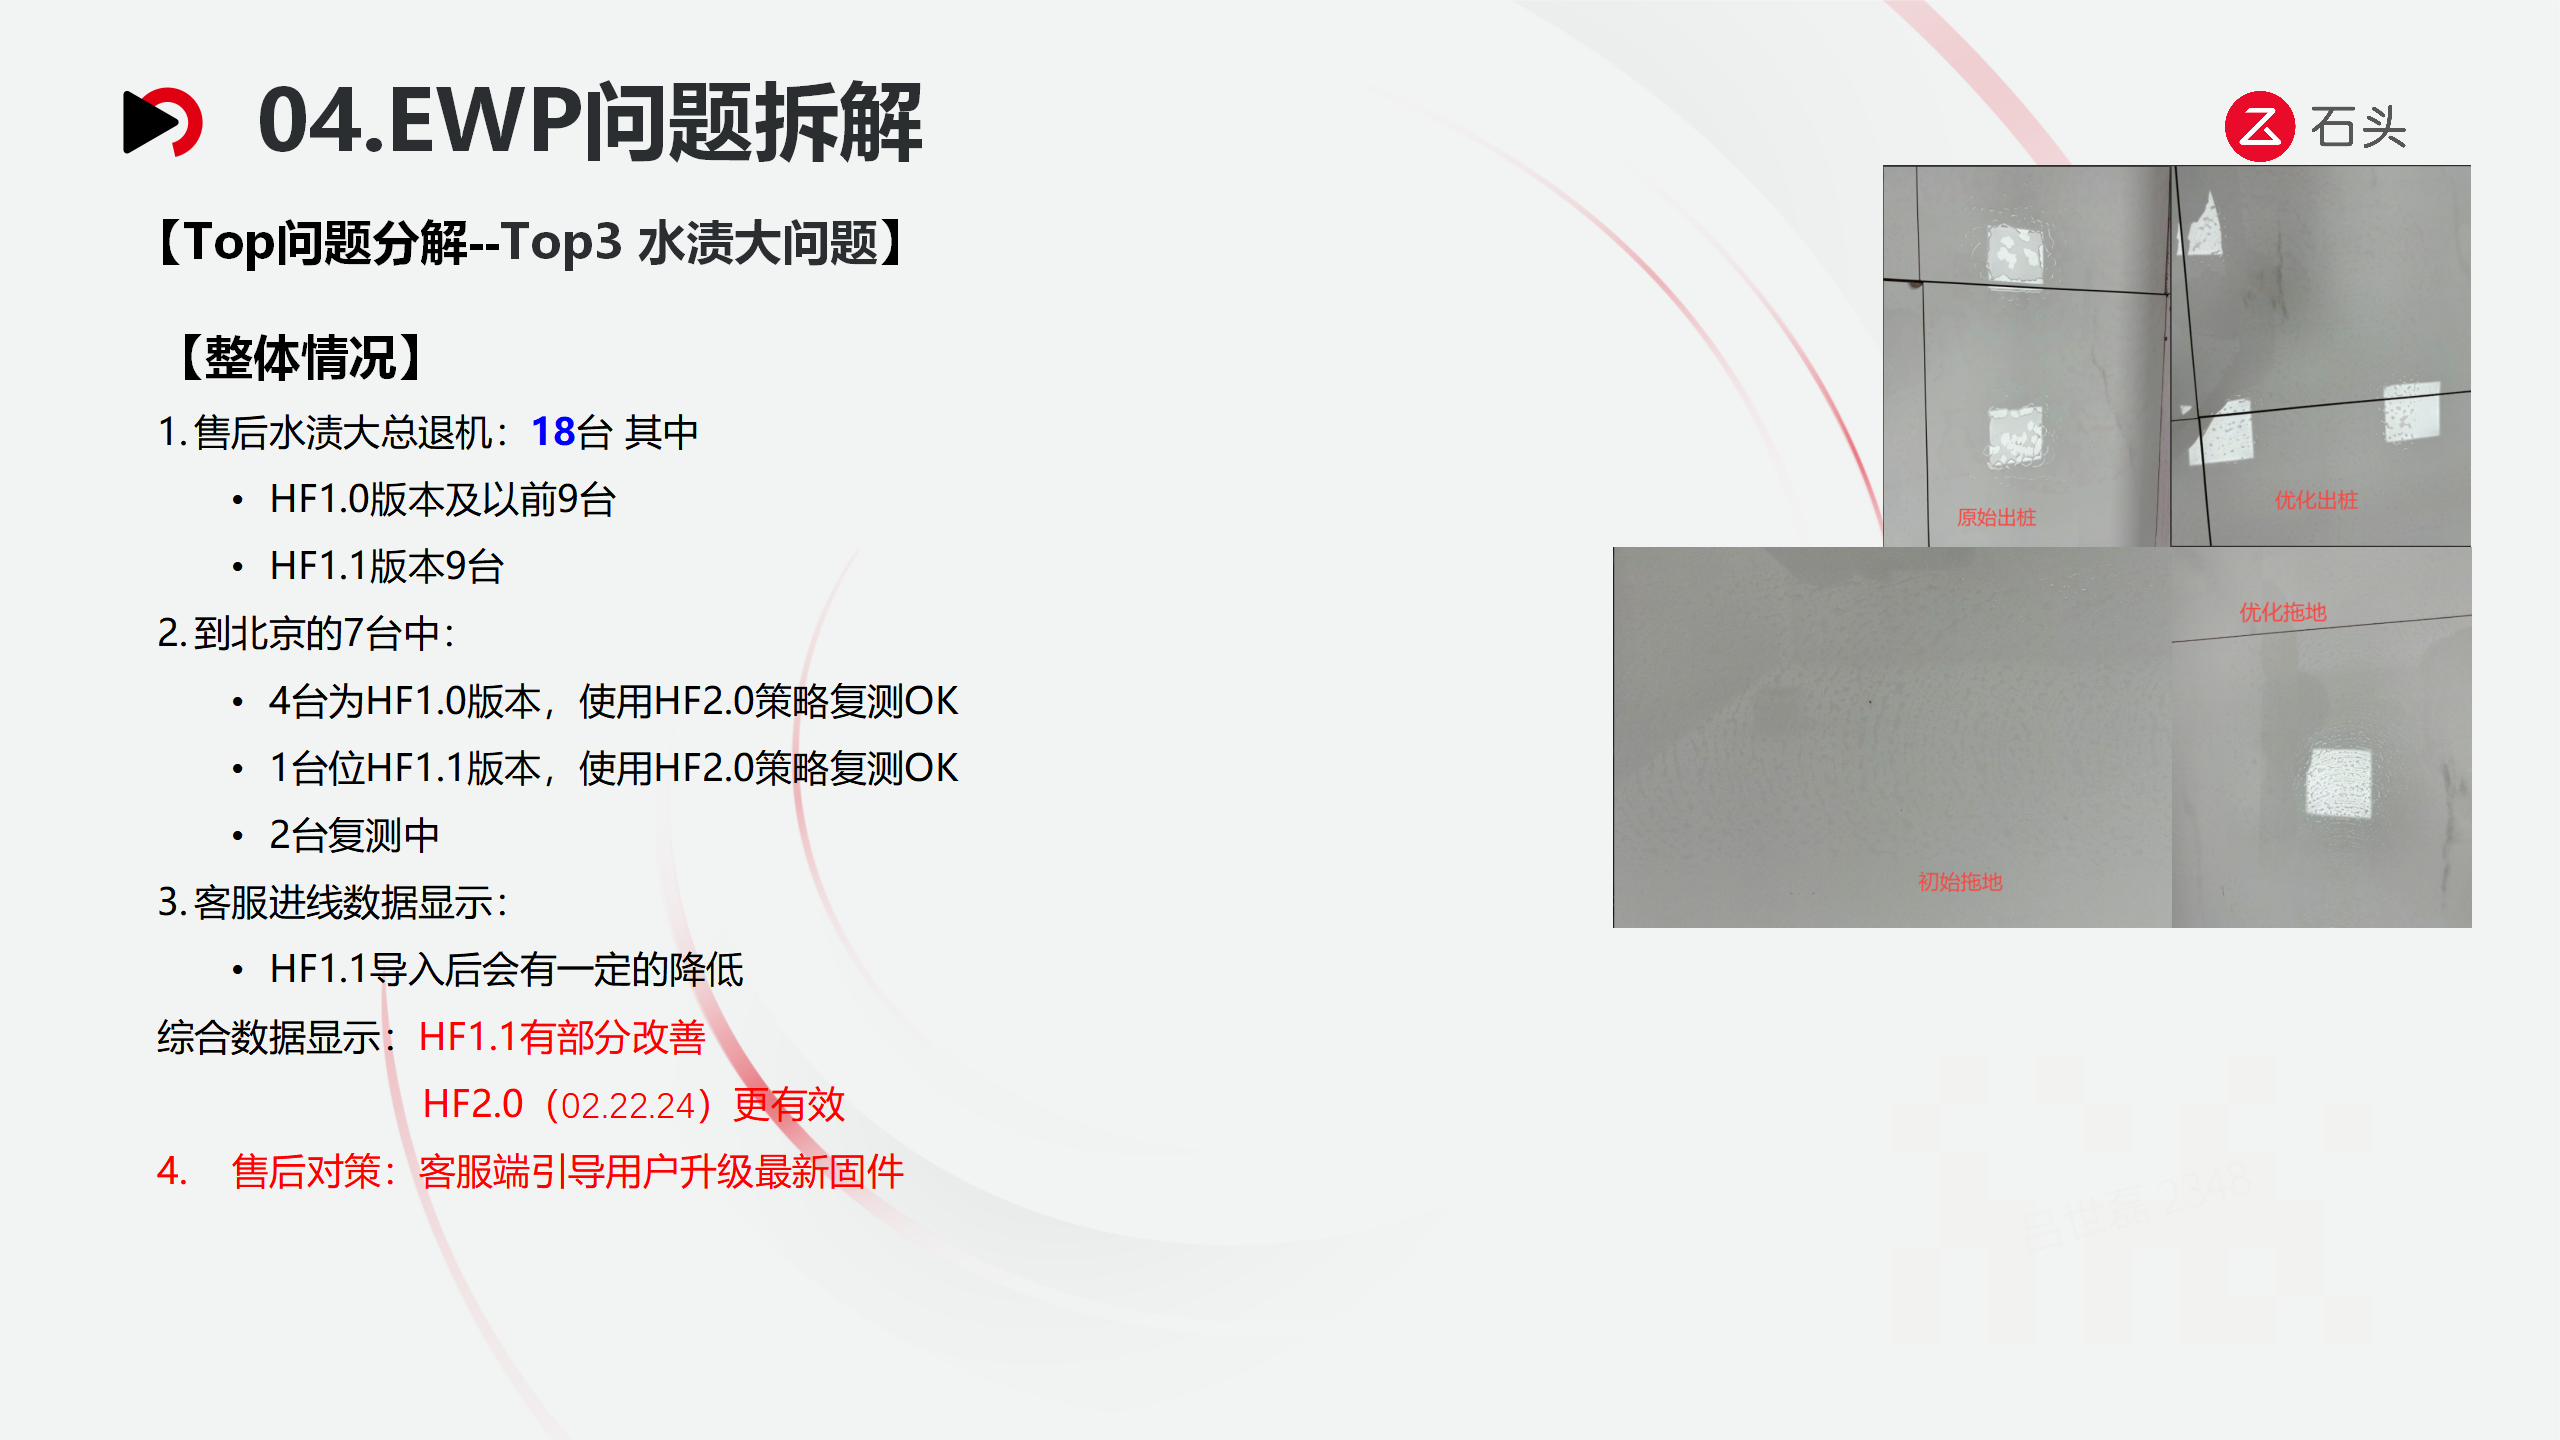 04.EWP问题拆解
石头
【Top问题分解--Top3 水渍大问题】
【整体情况】
1.售后水渍大总退机：18台 其中
• HF1.0版本及以前9台
• HF1.1版本9台
2.到北京的7台中：
• 4台为HF1.0版本，使用HF2.0策略复测OK
• 1台位HF1.1版本，使用HF2.0策略复测OK
• 2台复测中
3.客服进线数据显示：
• HF1.1导入后会有一定的降低
综合数据显示：HF1.1有部分改善
HF2.0（02.22.24）更有效
4. 售后对策：客服端引导用户升级最新固件
原始出桩
优化出桩
初始拖地
优化拖地
吕世磊 2348